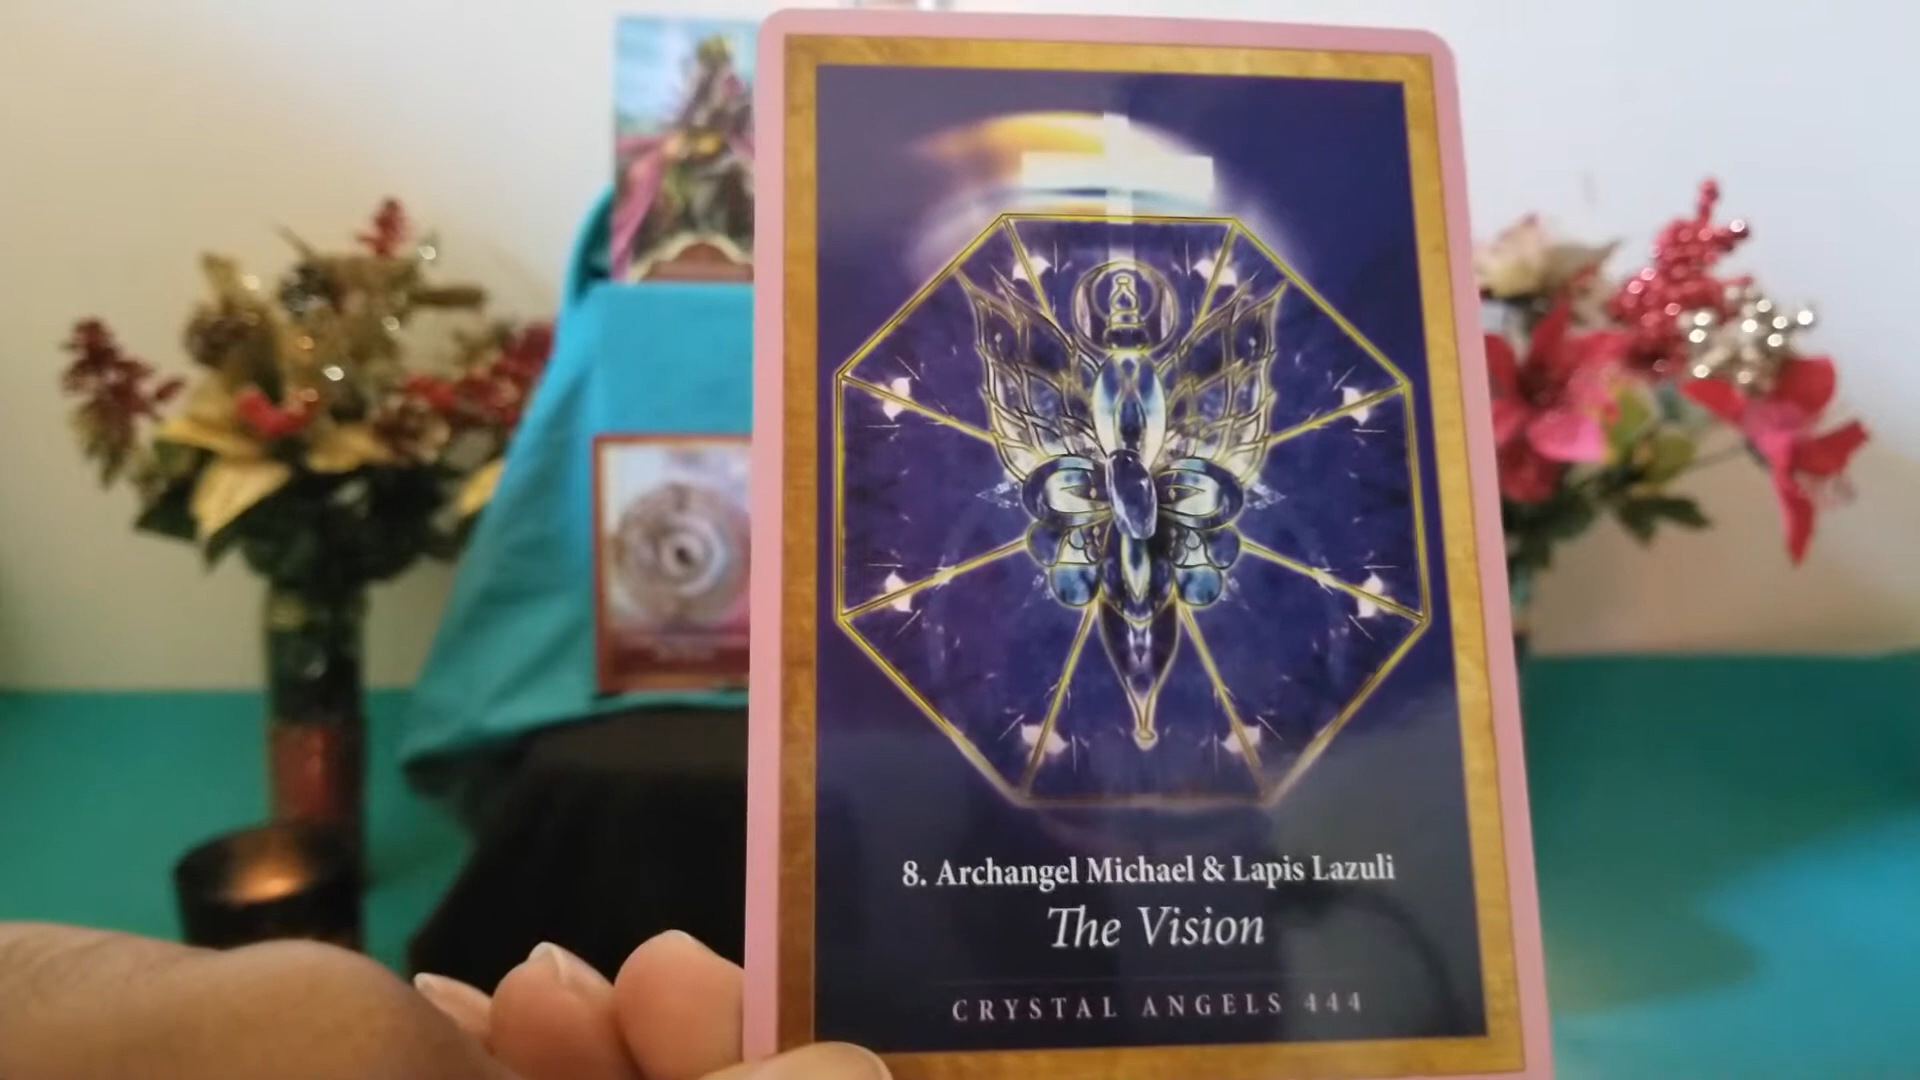 8. Archangel Michael & Lapis Lazuli
The Vision
CRYSTAL ANGELS 444